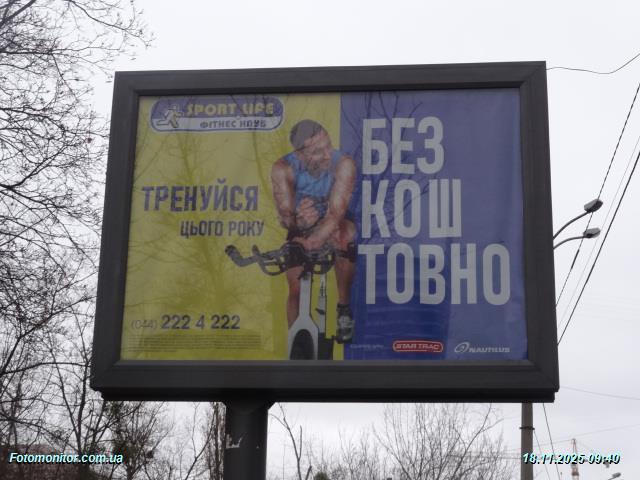 SPORT LIFE
ФІТНЕС КЛУБ
ТРЕНУЙСЯ
ЦЬОГО РОКУ
БЕЗ
КОШ
ТОВНО
(044) 222 4 222
STAR TRAC
NAUTILUS
Fotomonitor.com.ua
18.11.2025 09:40